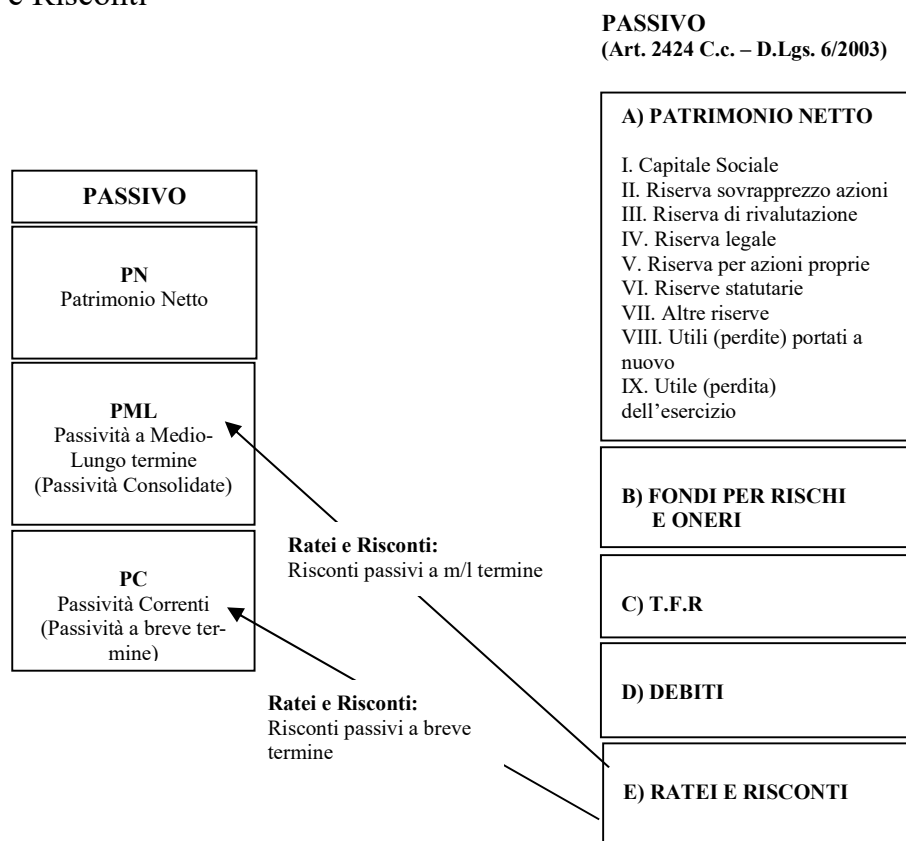 e Risconti
PASSIVO
(Art. 2424 C.c. – D.Lgs. 6/2003)
A) PATRIMONIO NETTO
I. Capitale Sociale
II. Riserva sovrapprezzo azioni
III. Riserva di rivalutazione
IV. Riserva legale
V. Riserva per azioni proprie
VI. Riserve statutarie
VII. Altre riserve
VIII. Utili (perdite) portati a
nuovo
IX. Utile (perdita)
dell’esercizio
B) FONDI PER RISCHI
E ONERI
C) T.F.R
D) DEBITI
E) RATEI E RISCONTI
PASSIVO
PN
Patrimonio Netto
PML
Passività a Medio-
Lungo termine
(Passività Consolidate)
PC
Passività Correnti
(Passività a breve ter-
mine)
Ratei e Risconti:
Risconti passivi a m/l termine
Ratei e Risconti:
Risconti passivi a breve
termine